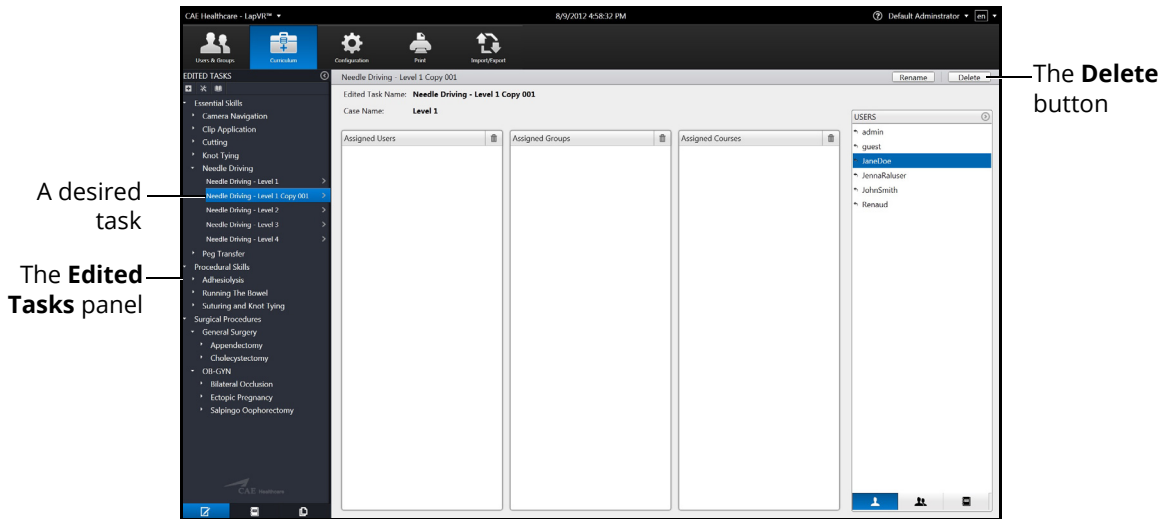 CAE Healthcare - LapVR™
8/9/2012 4:58:32 PM
Default Adminstrator
en
Users & Groups
Curriculum
Configuration
Print
Import/Export
EDITED TASKS
Essential Skills
Camera Navigation
Clip Application
Cutting
Knot Tying
Needle Driving
Needle Driving - Level 1
Needle Driving - Level 1 Copy 001
Needle Driving - Level 2
Needle Driving - Level 3
Needle Driving - Level 4
Peg Transfer
Procedural Skills
Adhesiolysis
Running The Bowel
Suturing and Knot Tying
Surgical Procedures
General Surgery
Appendectomy
Cholecystectomy
OB-GYN
Bilateral Occlusion
Ectopic Pregnancy
Salpingo Oophorectomy
CAE Healthcare
Needle Driving - Level 1 Copy 001
Rename
Delete
Edited Task Name: Needle Driving - Level 1 Copy 001
Case Name: Level 1
Assigned Users
Assigned Groups
Assigned Courses
USERS
admin
guest
JaneDoe
JennaRaluser
JohnSmith
Renaud
A desired
task
The Edited
Tasks panel
The Delete
button